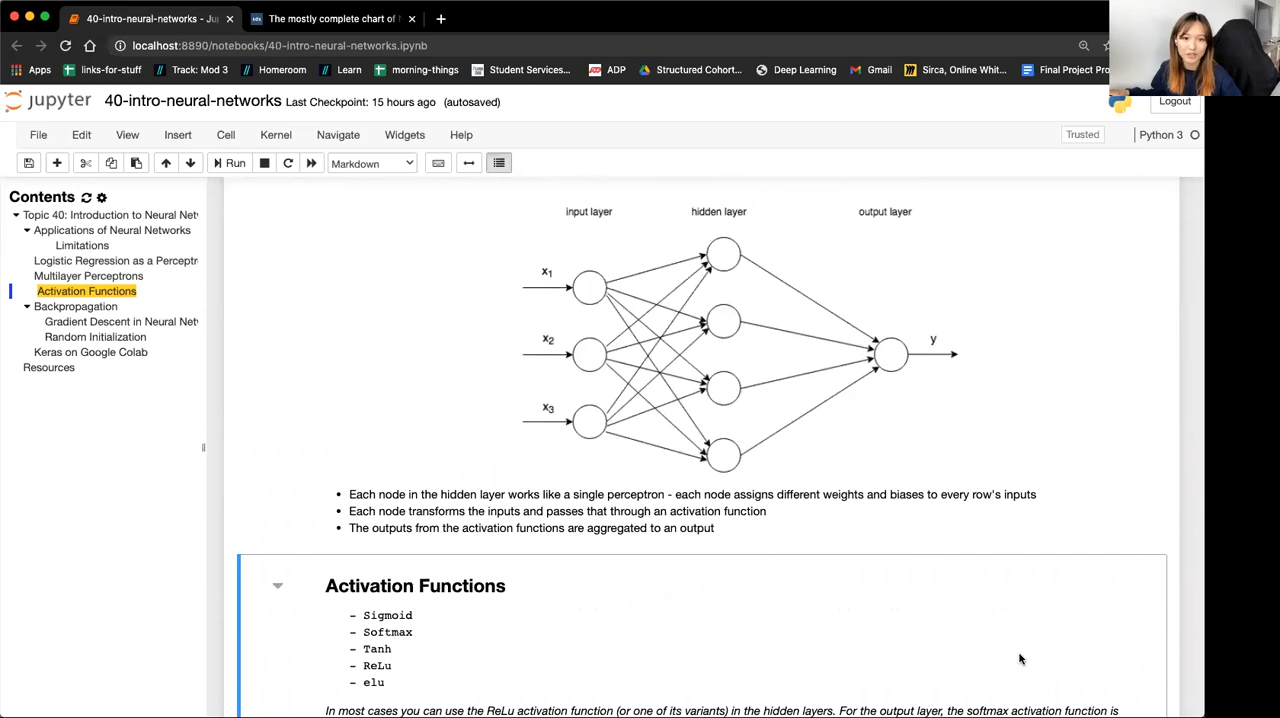 40-intro-neural-networks - Ju
The mostly complete chart of
localhost:8890/notebooks/40-intro-neural-networks.ipynb
Apps links-for-stuff Track: Mod 3 Homeroom Learn morning-things Student Services... ADP Structured Cohort... Deep Learning Gmail Sirca, Online Whit... Final Project Pro
jupyter 40-intro-neural-networks Last Checkpoint: 15 hours ago (autosaved) Logout
File Edit View Insert Cell Kernel Navigate Widgets Help Trusted Python 3
Run Markdown
Contents
Topic 40: Introduction to Neural Net
Applications of Neural Networks
Limitations
Logistic Regression as a Perceptr
Multilayer Perceptrons
Activation Functions
Backpropagation
Gradient Descent in Neural Net
Random Initialization
Keras on Google Colab
Resources
input layer hidden layer output layer
x1
x2
x3
y
• Each node in the hidden layer works like a single perceptron - each node assigns different weights and biases to every row's inputs
• Each node transforms the inputs and passes that through an activation function
• The outputs from the activation functions are aggregated to an output
Activation Functions
- Sigmoid
- Softmax
- Tanh
- ReLu
- elu
In most cases you can use the ReLu activation function (or one of its variants) in the hidden layers. For the output layer, the softmax activation function is